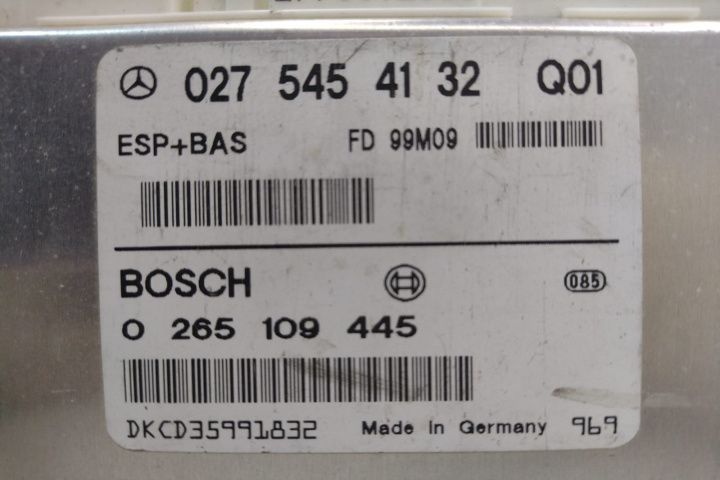 027 545 41 32 Q01
ESP+BAS FD 99M09
BOSCH 085
0 265 109 445
DKCD35991832 Made in Germany 969